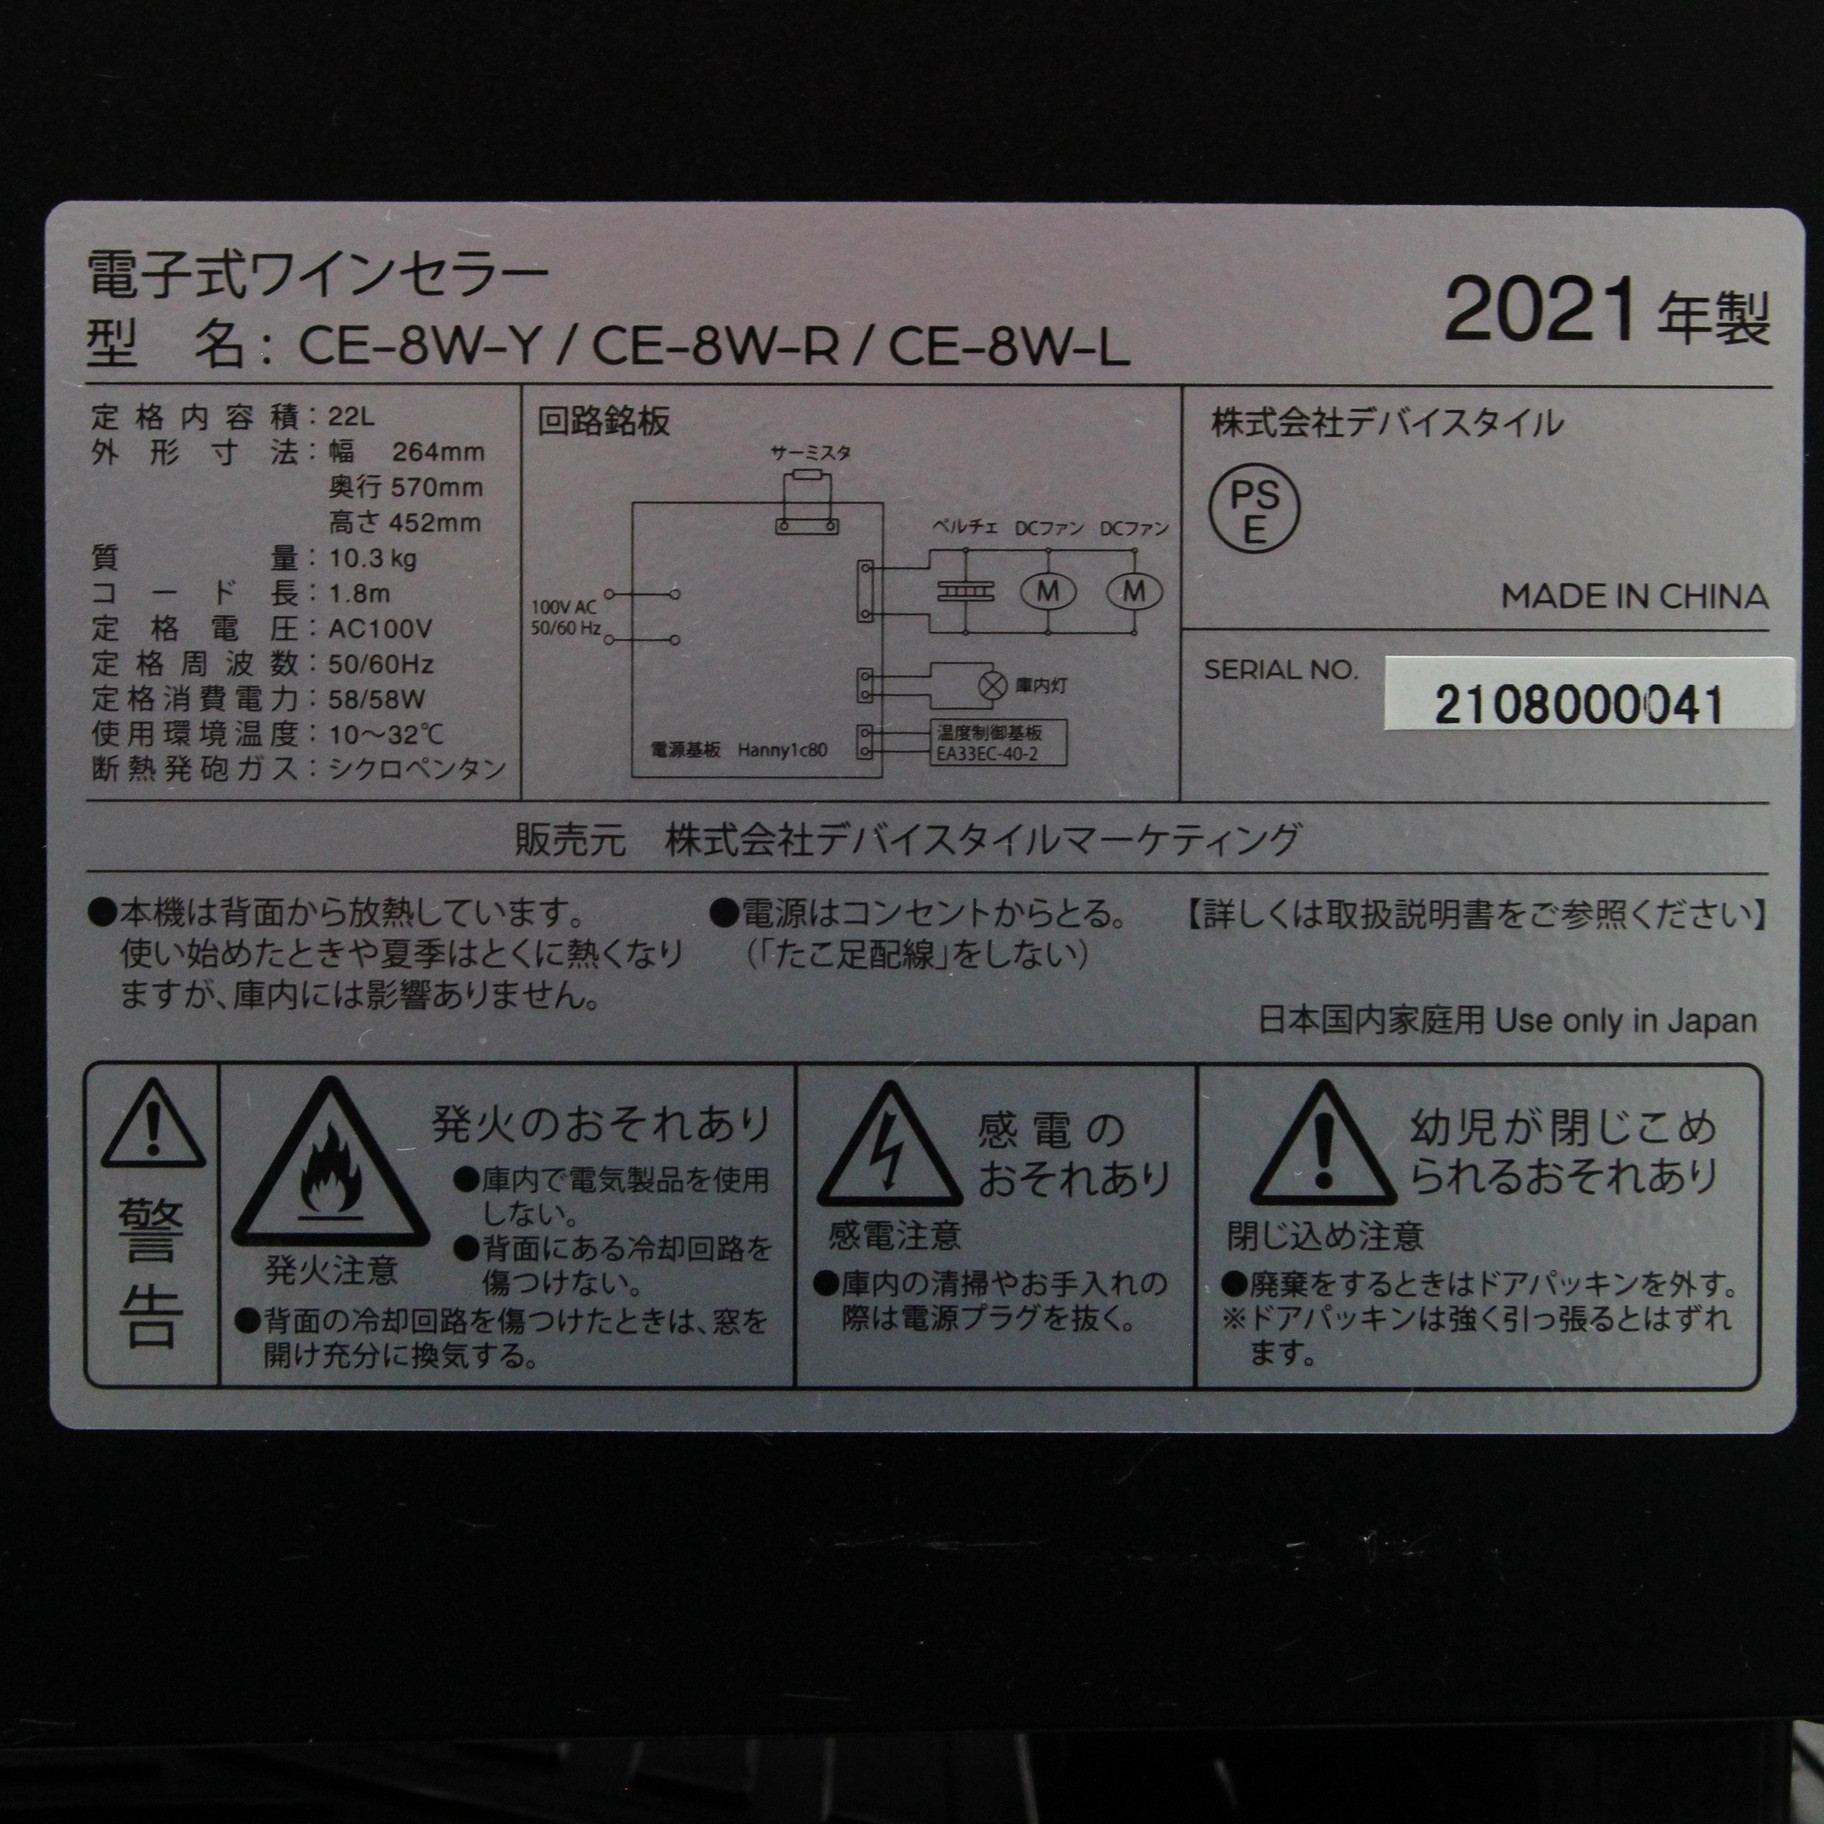 電子式ワインセラー
型名: CE-8W-Y / CE-8W-R / CE-8W-L
2021年製
定格内容積：22L
外形寸法：幅 264mm
奥行 570mm
高さ 452mm
質量：10.3kg
コード長：1.8m
定格電圧：AC100V
定格周波数：50/60Hz
定格消費電力：58/58W
使用環境温度：10～32℃
断熱発砲ガス：シクロペンタン
回路銘板
サーミスタ
ペルチェ DCファン DCファン
M M
100V AC
50/60 Hz
庫内灯
温度制御基板
EA33EC-40-2
電源基板 Hanny1c80
株式会社デバイスタイル
PS
E
MADE IN CHINA
SERIAL NO. 2108000041
販売元 株式会社デバイスタイルマーケティング
●本機は背面から放熱しています。
使い始めたときや夏季はとくに熱くなり
ますが、庫内には影響ありません。
●電源はコンセントからとる。
（「たこ足配線」をしない）
【詳しくは取扱説明書をご参照ください】
日本国内家庭用 Use only in Japan
警告
発火のおそれあり
発火注意
●庫内で電気製品を使用
しない。
●背面にある冷却回路を
傷つけない。
●背面の冷却回路を傷つけたときは、窓を
開け充分に換気する。
感電の
おそれあり
感電注意
●庫内の清掃やお手入れの
際は電源プラグを抜く。
幼児が閉じこめ
られるおそれあり
閉じ込め注意
●廃棄をするときはドアパッキンを外す。
※ドアパッキンは強く引っ張るとはずれ
ます。